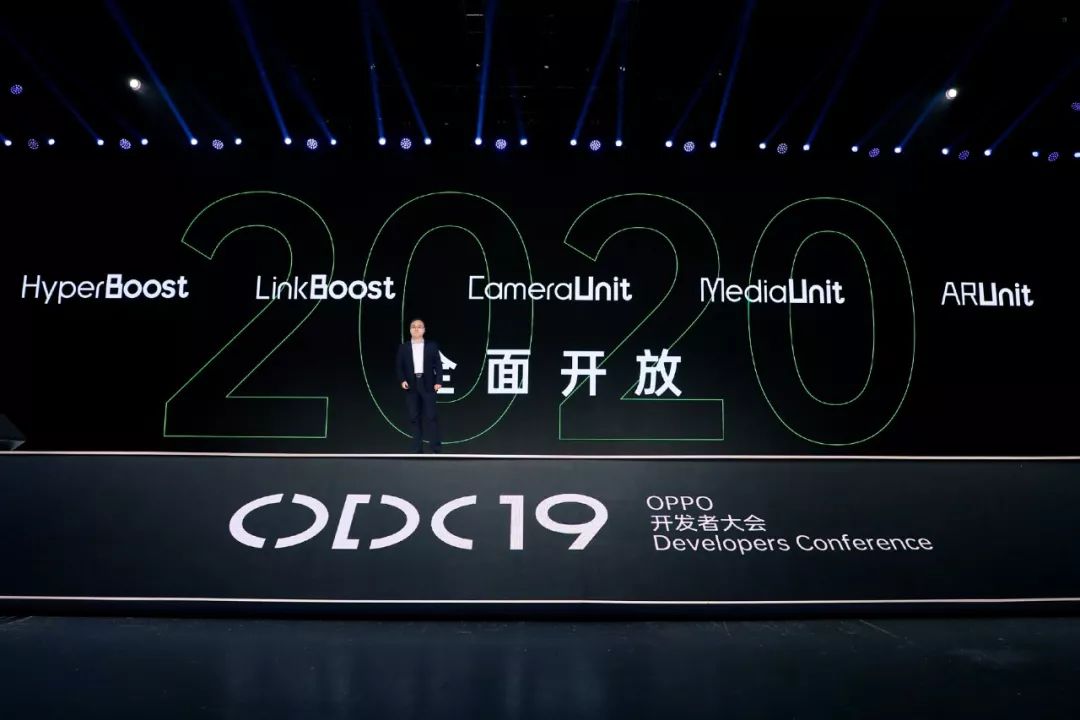 2020
HyperBoost LinkBoost CameraUnit MediaUnit ARUnit
全面开放
ODC19
OPPO
开发者大会
Developers Conference